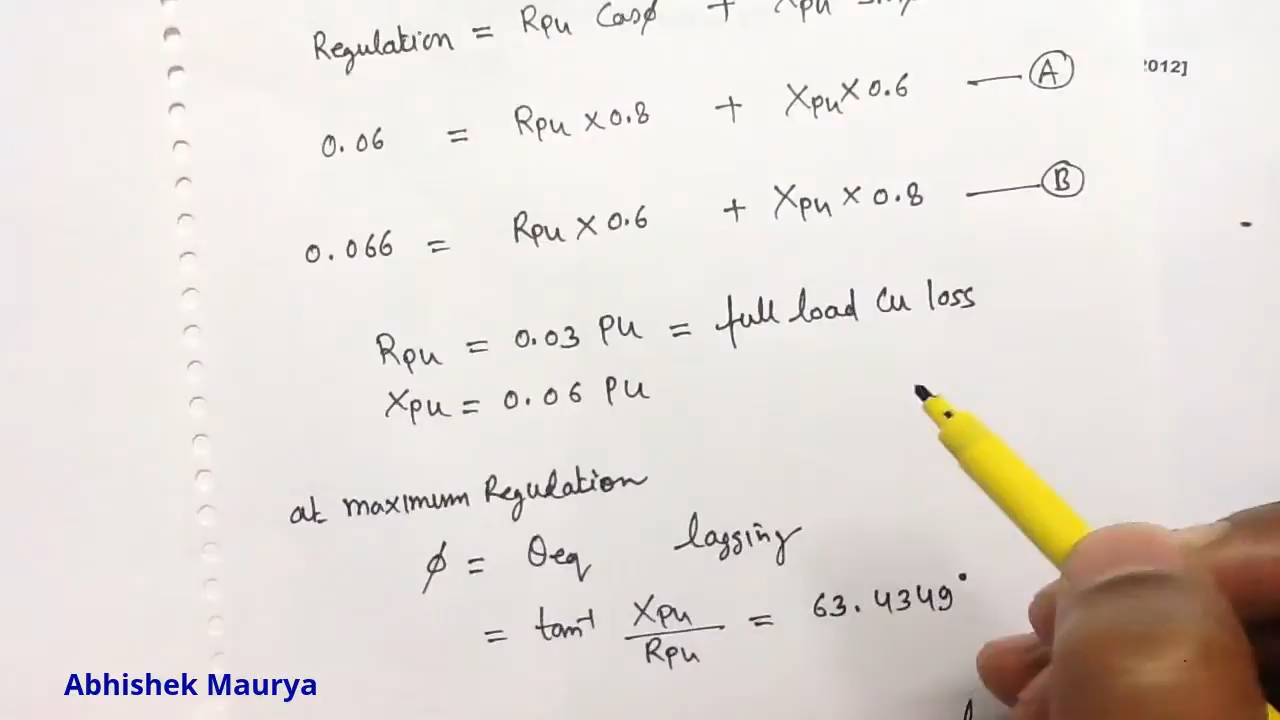 Regulation = Rpu Cosϕ + Xpu
2012]
0.06 = Rpu × 0.8 + Xpu × 0.6 — A
0.066 = Rpu × 0.6 + Xpu × 0.8 — B
Rpu = 0.03 PU = full load Cu loss
Xpu = 0.06 PU
at maximum Regulation
ϕ = θeq lagging
= tan⁻¹ Xpu / Rpu = 63.4349°
Abhishek Maurya